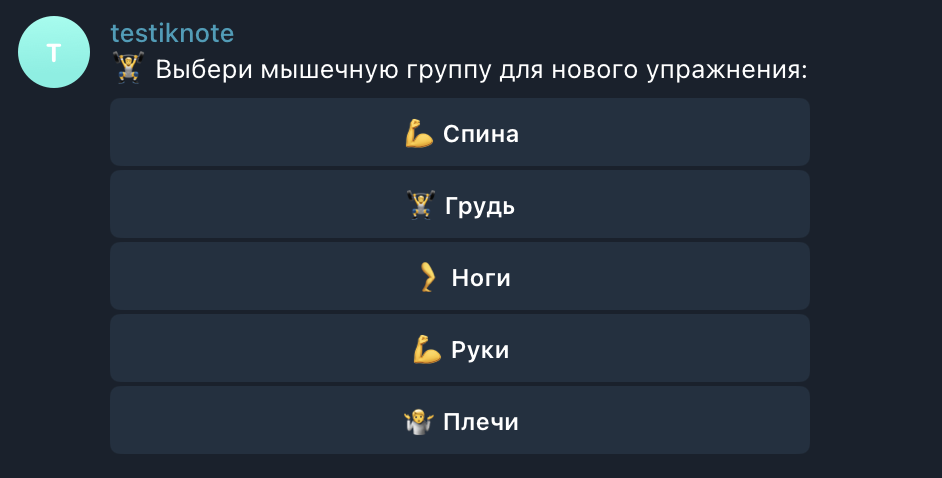 T
testiknote
🏋️ Выбери мышечную группу для нового упражнения:
💪 Спина
🏋️ Грудь
🦵 Ноги
💪 Руки
🤷 Плечи